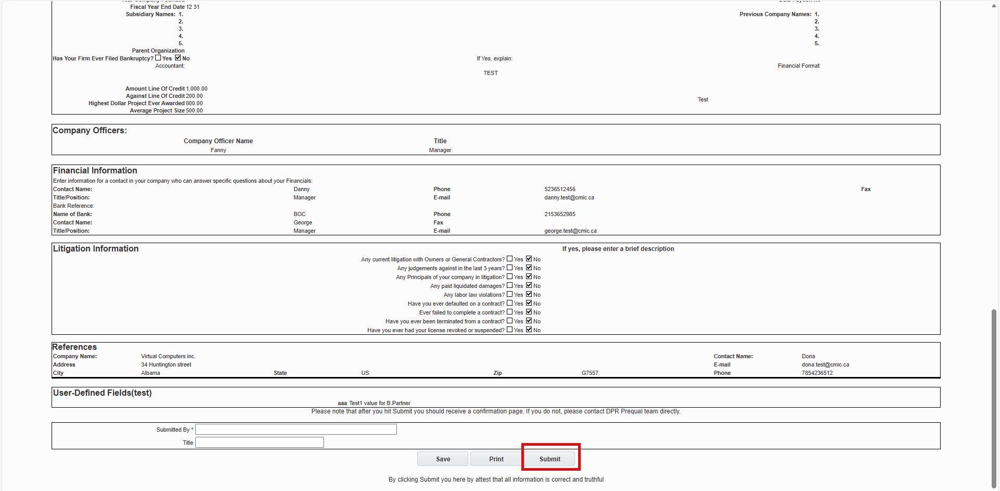 Fiscal Year End Date 12 31
Subsidiary Names: 1. Previous Company Names: 1.
2. 2.
3. 3.
4. 4.
5. 5.
Parent Organization
Has Your Firm Ever Filed Bankruptcy? Yes No If Yes, explain:
Accountant: Financial Format:
TEST
Amount Line Of Credit 1,000.00
Against Line Of Credit 200.00
Test
Highest Dollar Project Ever Awarded 600.00
Average Project Size 500.00
Company Officers:
Company Officer Name Title
Fanny Manager
Financial Information
Enter information for a contact in your company who can answer specific questions about your Financials:
Contact Name: Danny Phone 5236512456 Fax
Title/Position: Manager E-mail danny.test@cmic.ca
Bank Reference:
Name of Bank: BOC Phone 2153652985
Contact Name: George Fax
Title/Position: Manager E-mail george.test@cmic.ca
Litigation Information If yes, please enter a brief description
Any current litigation with Owners or General Contractors? Yes No
Any judgements against in the last 3 years? Yes No
Any Principals of your company in litigation? Yes No
Any paid liquidated damages? Yes No
Any labor law violations? Yes No
Have you ever defaulted on a contract? Yes No
Ever failed to complete a contract? Yes No
Have you ever been terminated from a contract? Yes No
Have you ever had your license revoked or suspended? Yes No
References
Company Name: Virtual Computers inc. Contact Name: Dona
Address 34 Huntington street E-mail dona.test@cmic.ca
City Albama State US Zip G7557 Phone 7854236512
User-Defined Fields(test)
aaa Test1 value for B.Partner
Please note that after you hit Submit you should receive a confirmation page. If you do not, please contact DPR Prequal team directly.
Submitted By *
Title
Save Print Submit
By clicking Submit you here by attest that all information is correct and truthful